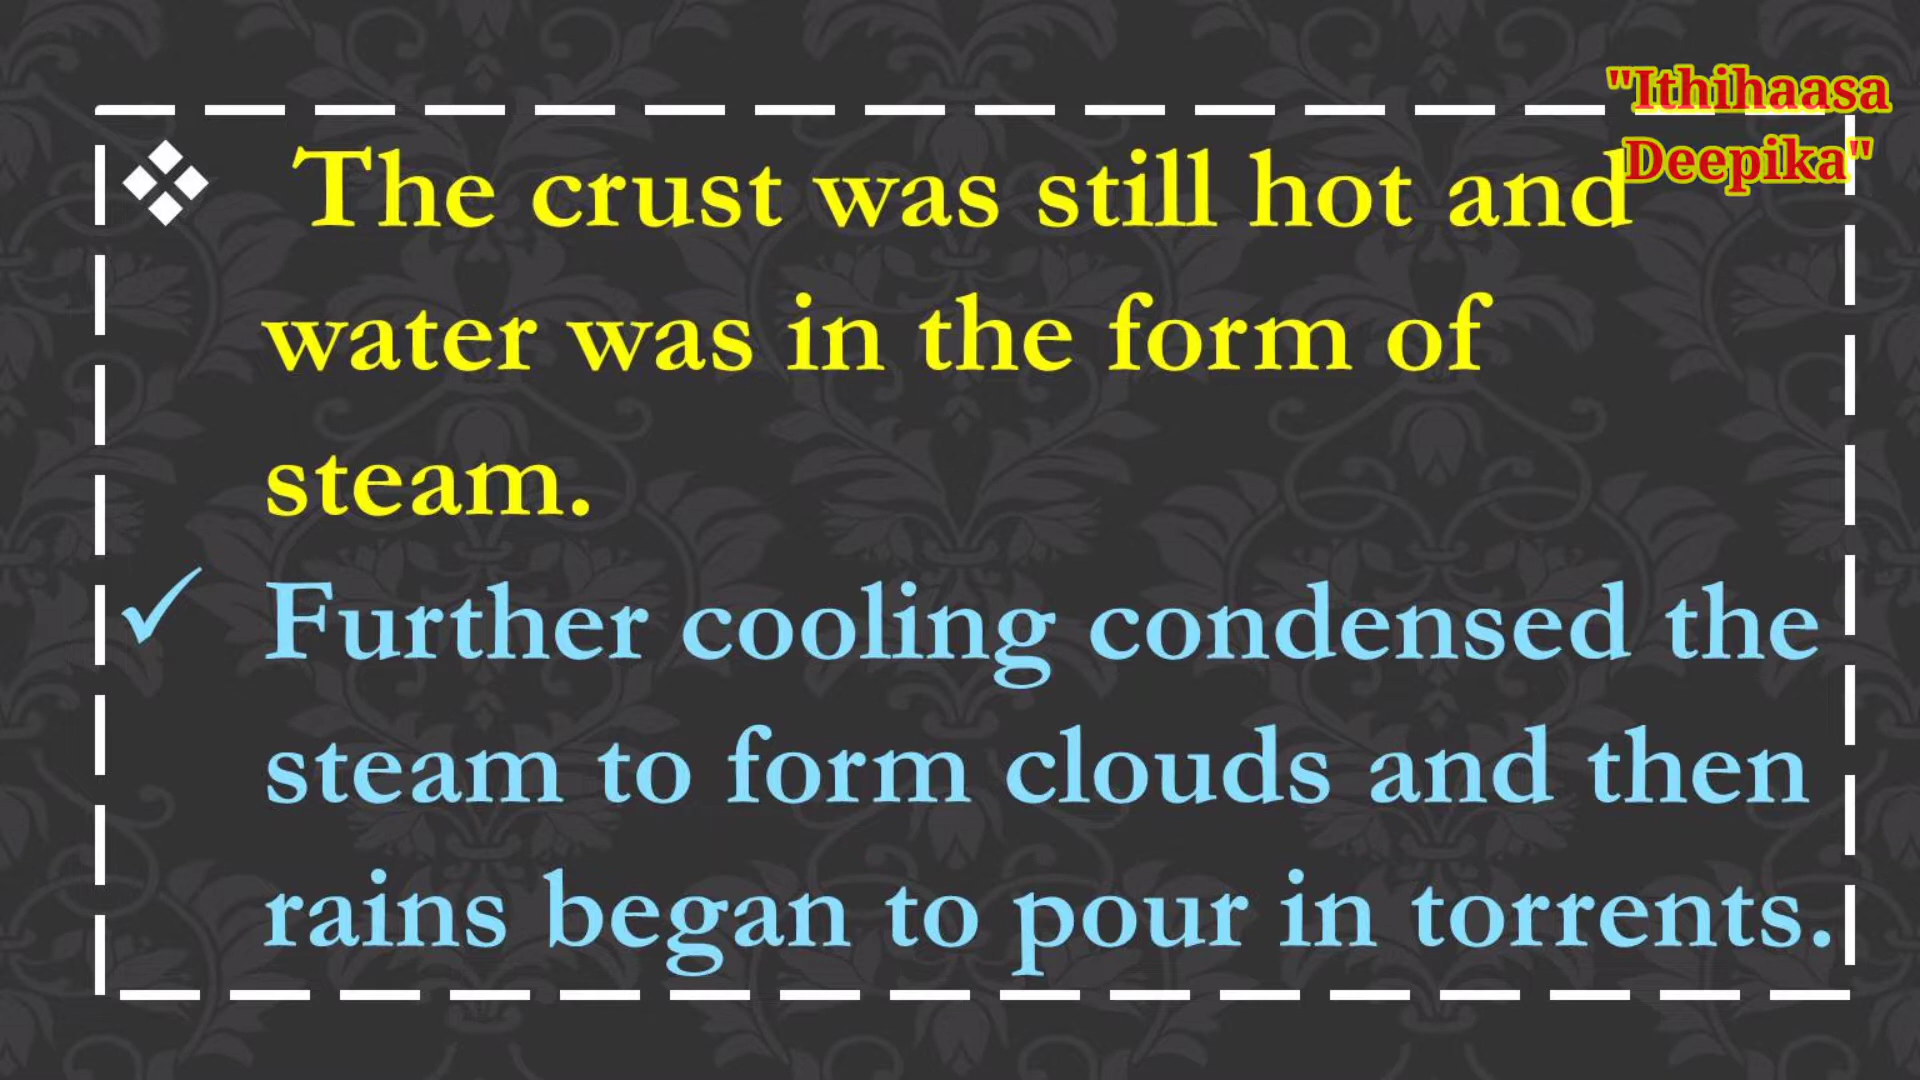 "Ithihaasa
Deepika"
❖ The crust was still hot and
water was in the form of
steam.
✓ Further cooling condensed the
steam to form clouds and then
rains began to pour in torrents.